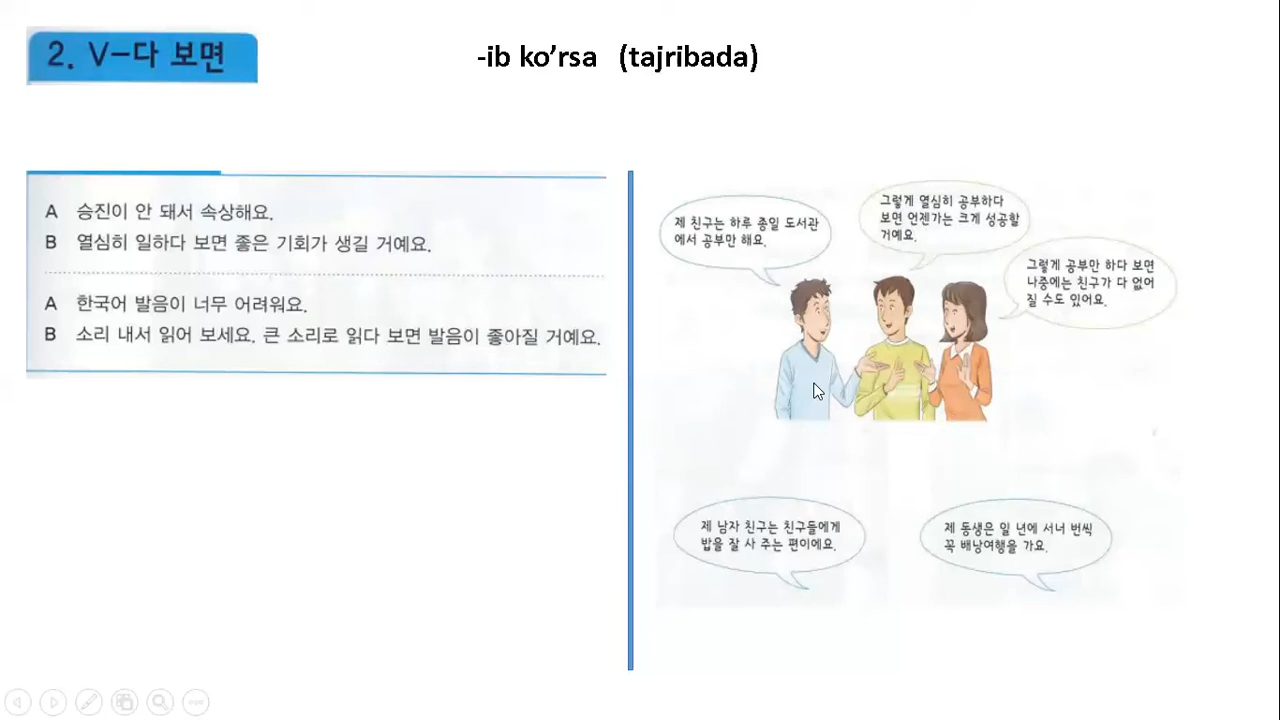 2. V-다 보면
-ib ko’rsa (tajribada)
A 승진이 안 돼서 속상해요.
B 열심히 일하다 보면 좋은 기회가 생길 거예요.
A 한국어 발음이 너무 어려워요.
B 소리 내서 읽어 보세요. 큰 소리로 읽다 보면 발음이 좋아질 거예요.
제 친구는 하루 종일 도서관
에서 공부만 해요.
그렇게 열심히 공부하다
보면 언젠가는 크게 성공할
거예요.
그렇게 공부만 하다 보면
나중에는 친구가 다 없어
질 수도 있어요.
제 남자 친구는 친구들에게
밥을 잘 사 주는 편이에요.
제 동생은 일 년에 서너 번씩
꼭 배낭여행을 가요.